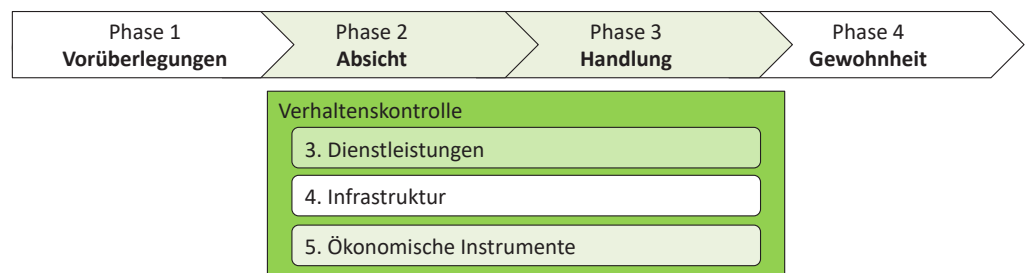 Phase 1
Vorüberlegungen
Phase 2
Absicht
Phase 3
Handlung
Phase 4
Gewohnheit
Verhaltenskontrolle
3. Dienstleistungen
4. Infrastruktur
5. Ökonomische Instrumente